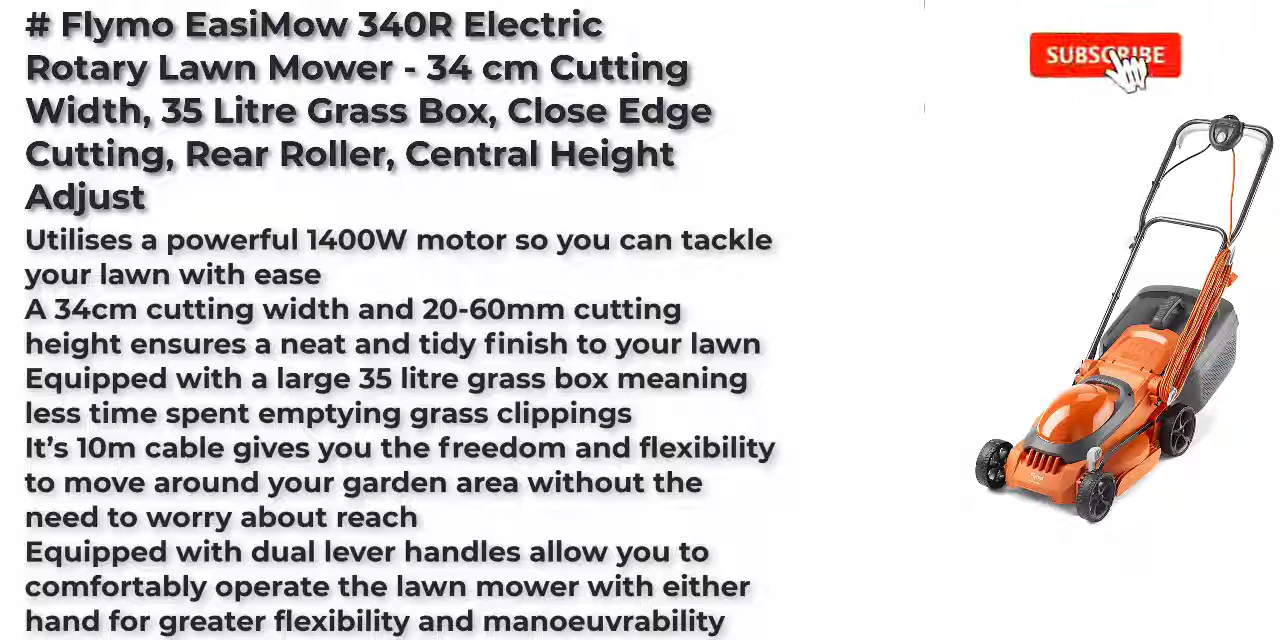 # Flymo EasiMow 340R Electric
Rotary Lawn Mower - 34 cm Cutting
Width, 35 Litre Grass Box, Close Edge
Cutting, Rear Roller, Central Height
Adjust
Utilises a powerful 1400W motor so you can tackle
your lawn with ease
A 34cm cutting width and 20-60mm cutting
height ensures a neat and tidy finish to your lawn
Equipped with a large 35 litre grass box meaning
less time spent emptying grass clippings
It’s 10m cable gives you the freedom and flexibility
to move around your garden area without the
need to worry about reach
Equipped with dual lever handles allow you to
comfortably operate the lawn mower with either
hand for greater flexibility and manoeuvrability
SUBSCRIBE